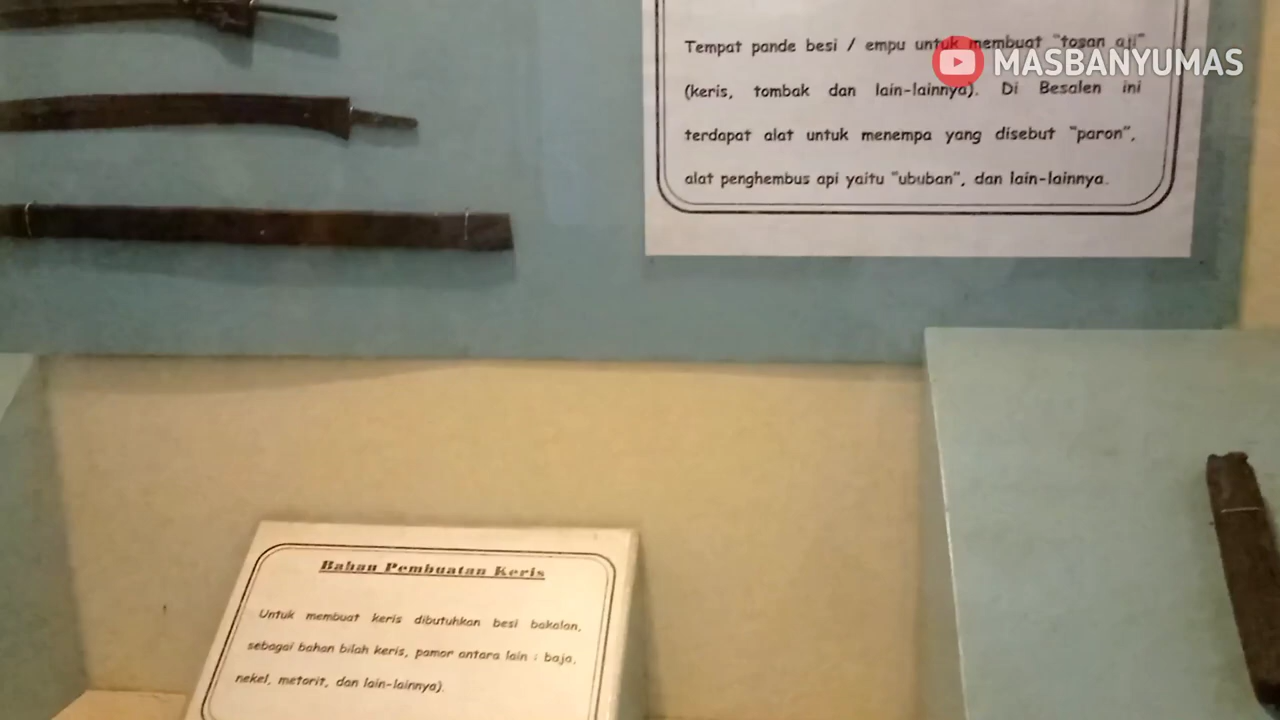 Tempat pande besi / empu untuk membuat "tosan aji"
MASBANYUMAS
(keris, tombak dan lain-lainnya). Di Besalen ini
terdapat alat untuk menempa yang disebut "paron",
alat penghembus api yaitu "ububan", dan lain-lainnya.
Bahan Pembuatan Keris
Untuk membuat keris dibutuhkan besi bakalan,
sebagai bahan bilah keris, pamor antara lain : baja,
nekel, metorit, dan lain-lainnya).